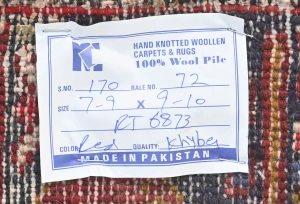 KC
HAND KNOTTED WOOLLEN
CARPETS & RUGS
100% Wool Pile
S.NO. 170 BALE NO. 72
SIZE 7-9 X 9-10
RT 6873
COLOR Red QUALITY: Khyber
MADE IN PAKISTAN